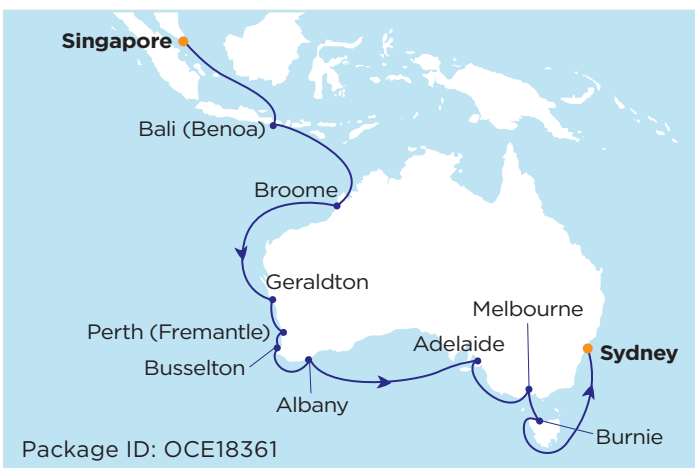 Singapore
Bali (Benoa)
Broome
Geraldton
Melbourne
Perth (Fremantle)
Adelaide
Sydney
Busselton
Albany
Burnie
Package ID: OCE18361